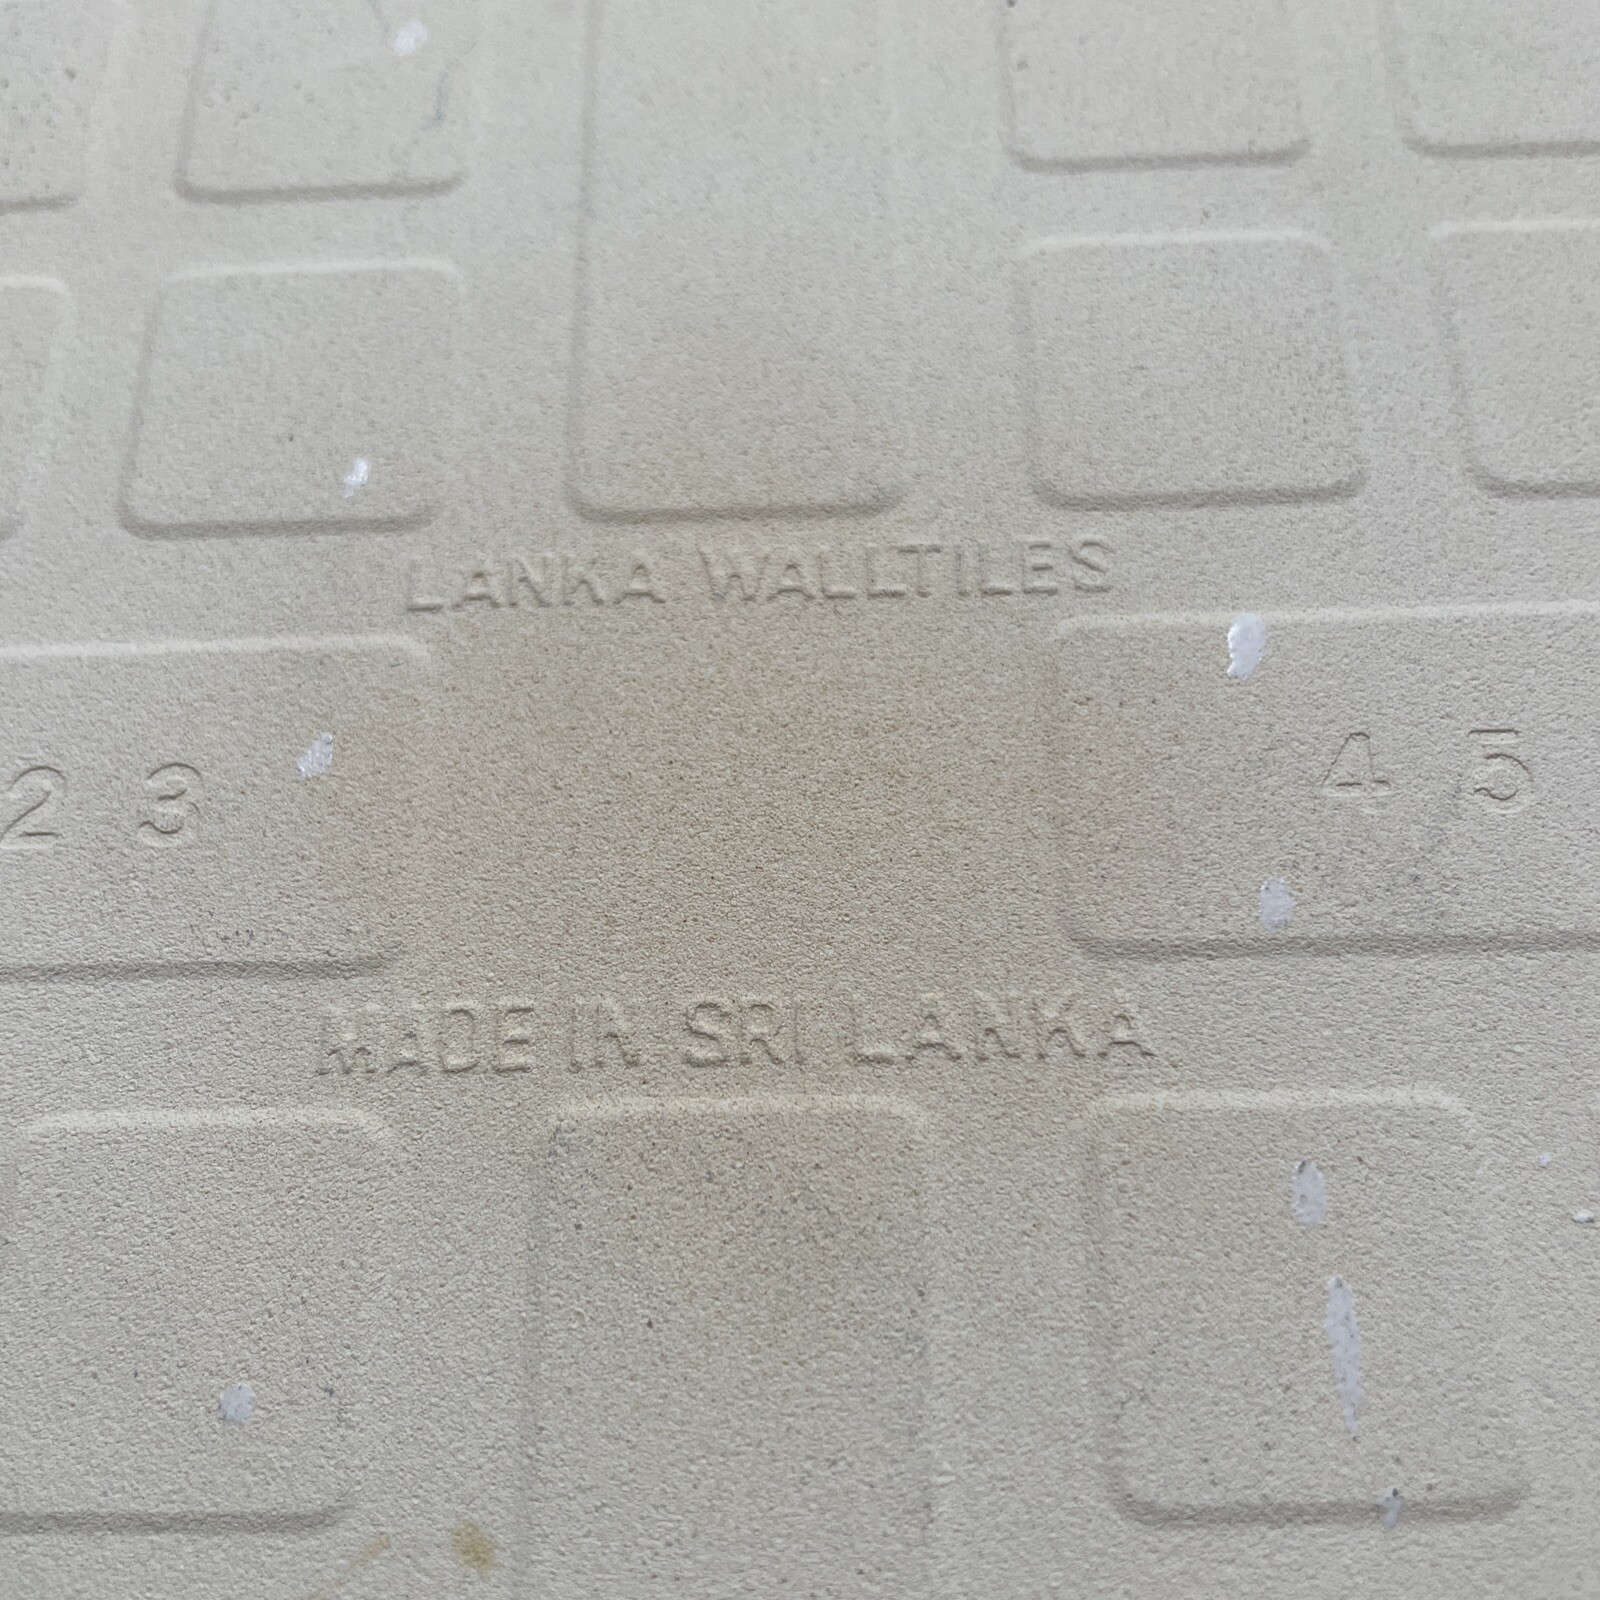 LANKA WALLTILES
2 3 4 5
MADE IN SRI LANKA